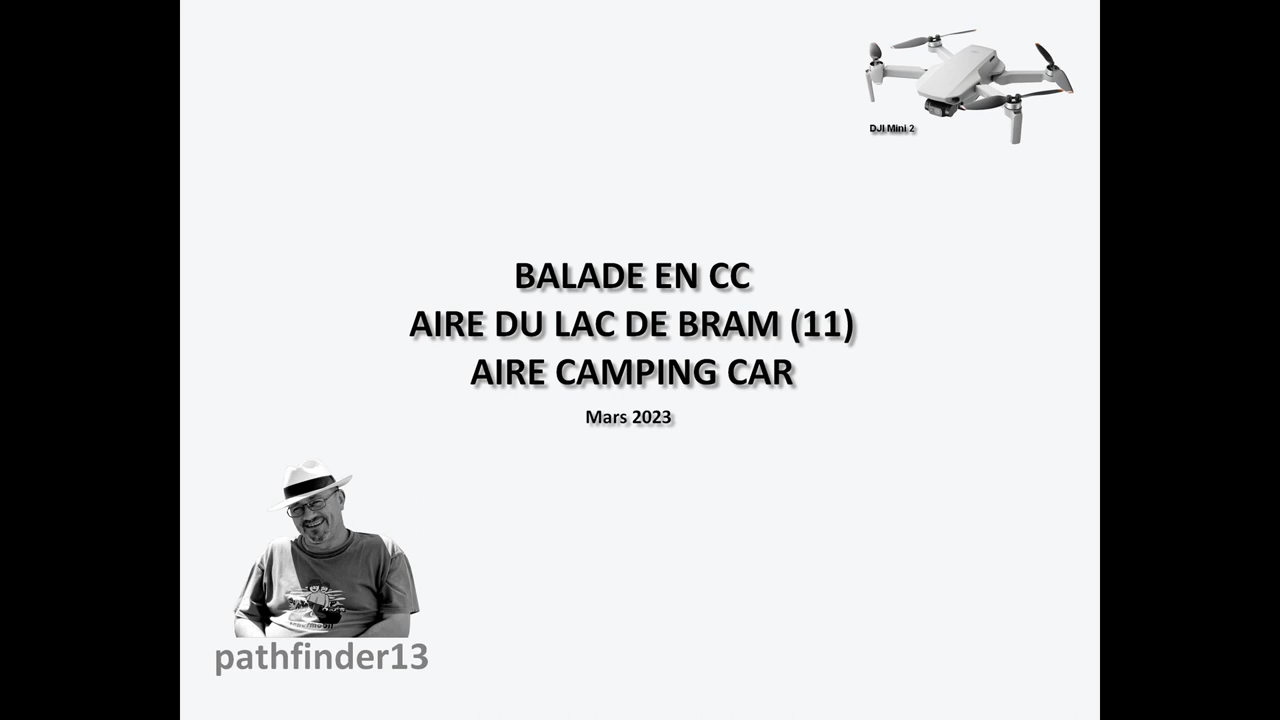 DJI Mini 2
BALADE EN CC
AIRE DU LAC DE BRAM (11)
AIRE CAMPING CAR
Mars 2023
pathfinder13